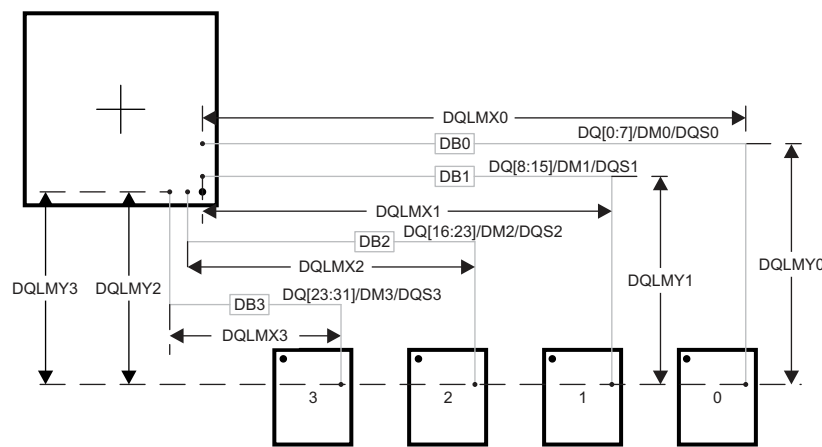 DQLMX0
DB0
DQ[0:7]/DM0/DQS0
DB1
DQ[8:15]/DM1/DQS1
DQLMX1
DB2
DQ[16:23]/DM2/DQS2
DQLMX2
DQLMY0
DQLMY1
DQLMY3
DQLMY2
DB3
DQ[23:31]/DM3/DQS3
DQLMX3
3
2
1
0